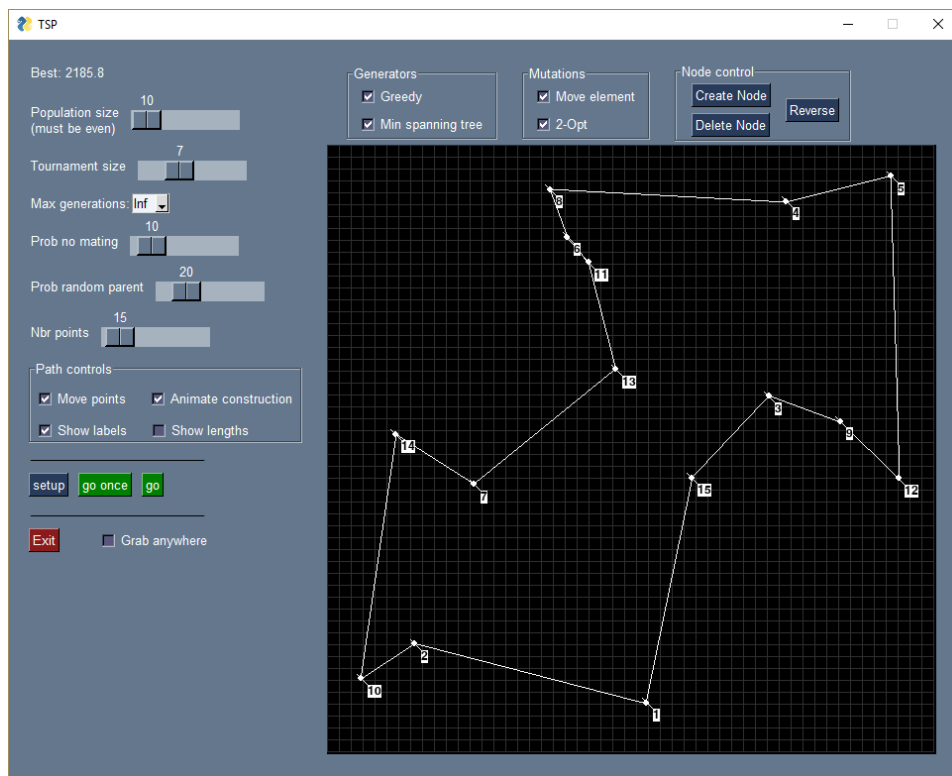 TSP
Best: 2185.8
10
Population size
(must be even)
7
Tournament size
Max generations: Inf
10
Prob no mating
20
Prob random parent
15
Nbr points
Path controls
Move points
Animate construction
Show labels
Show lengths
setup
go once
go
Exit
Grab anywhere
Generators
Greedy
Min spanning tree
Mutations
Move element
2-Opt
Node control
Create Node
Delete Node
Reverse
5
8
4
6
11
13
3
9
14
7
15
12
2
10
1